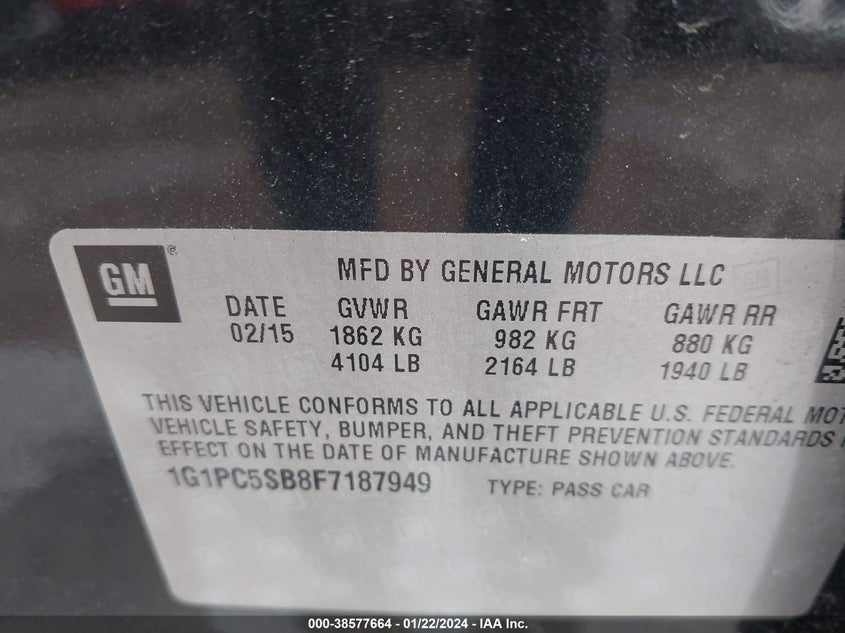 GM
®
MFD BY GENERAL MOTORS LLC
DATE GVWR GAWR FRT GAWR RR
02/15 1862 KG 982 KG 880 KG
4104 LB 2164 LB 1940 LB
THIS VEHICLE CONFORMS TO ALL APPLICABLE U.S. FEDERAL MOT
VEHICLE SAFETY, BUMPER, AND THEFT PREVENTION STANDARDS
EFFECT ON THE DATE OF MANUFACTURE SHOWN ABOVE.
1G1PC5SB8F7187949 TYPE: PASS CAR
000-38577664 - 01/22/2024 - IAA Inc.